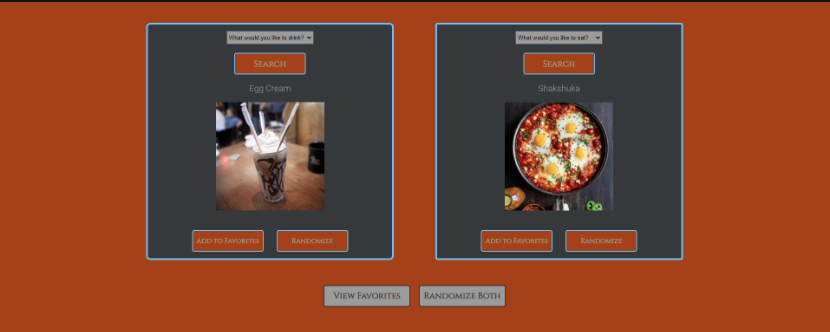 What would you like to drink?
Search
Egg Cream
Add to Favorites
Randomize
What would you like to eat?
Search
Shakshuka
Add to Favorites
Randomize
View Favorites
Randomize Both